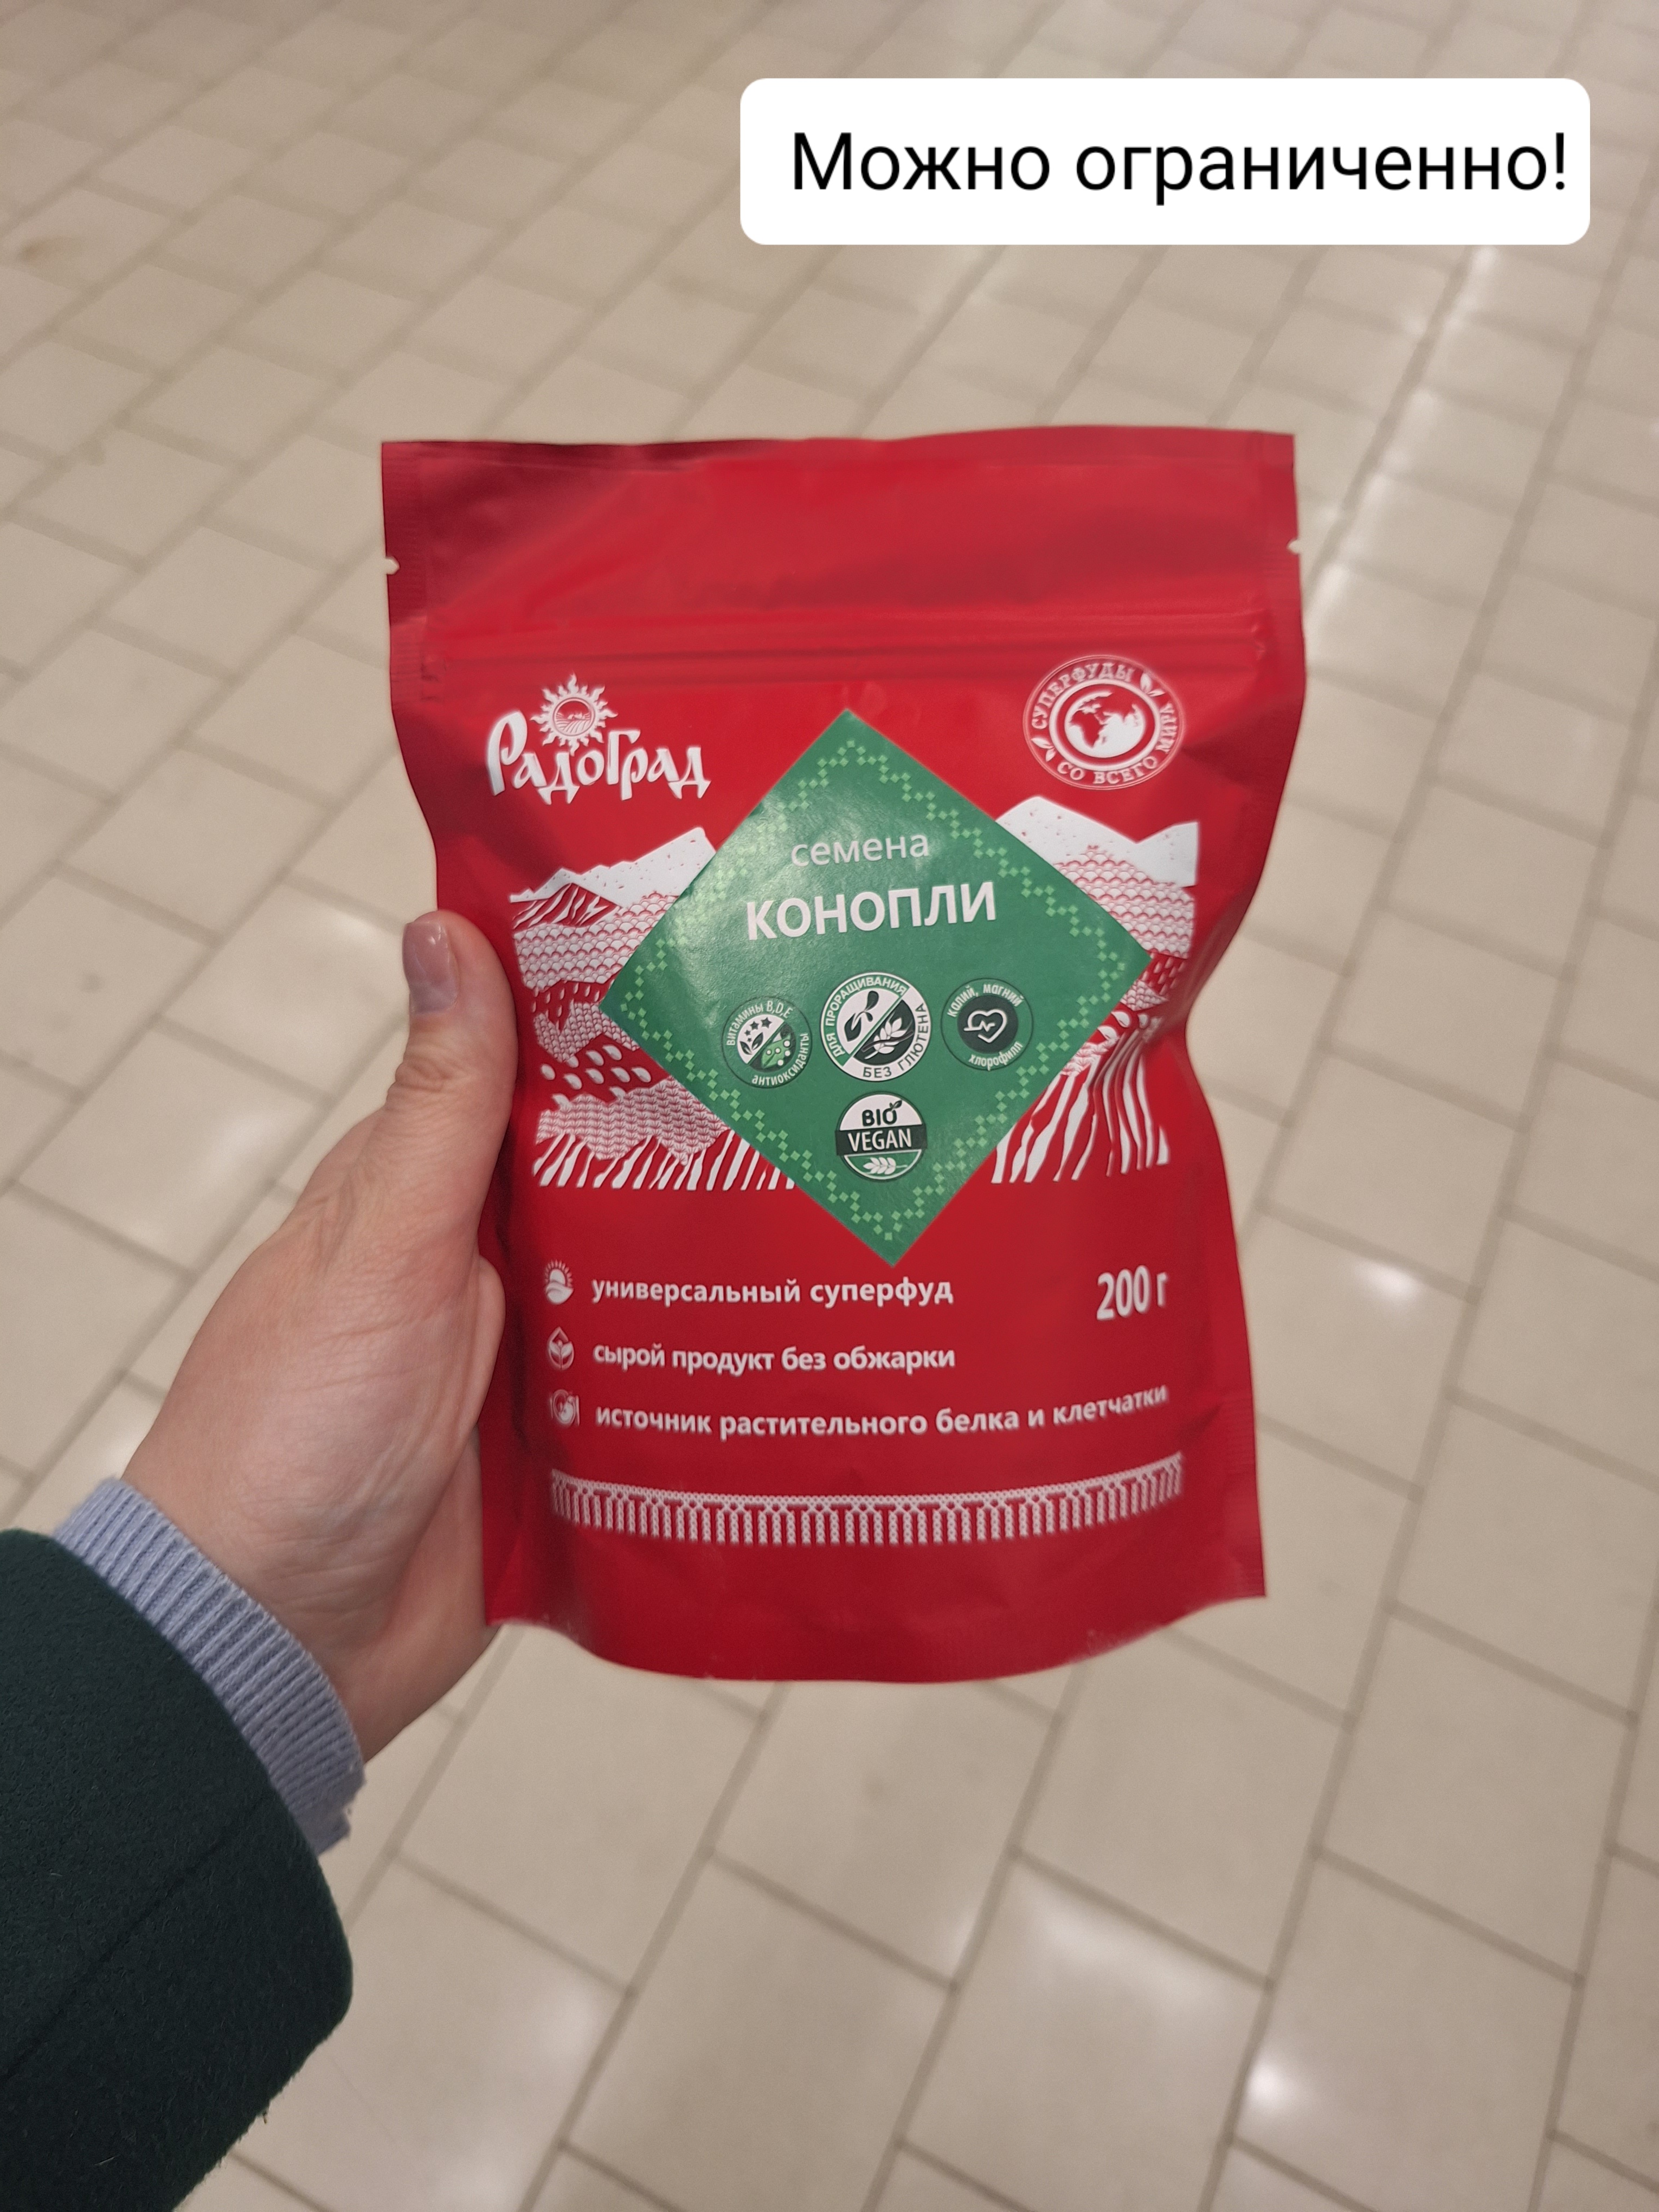 Можно ограниченно!
РадоГрад
СУПЕРФУДЫ СО ВСЕГО МИРА
семена
КОНОПЛИ
витамины B,D,E
антиоксиданты
ДЛЯ ПРОРАЩИВАНИЯ
БЕЗ ГЛЮТЕНА
калий, магний
хлорофилл
BIO
VEGAN
универсальный суперфуд
200 г
сырой продукт без обжарки
источник растительного белка и клетчатки